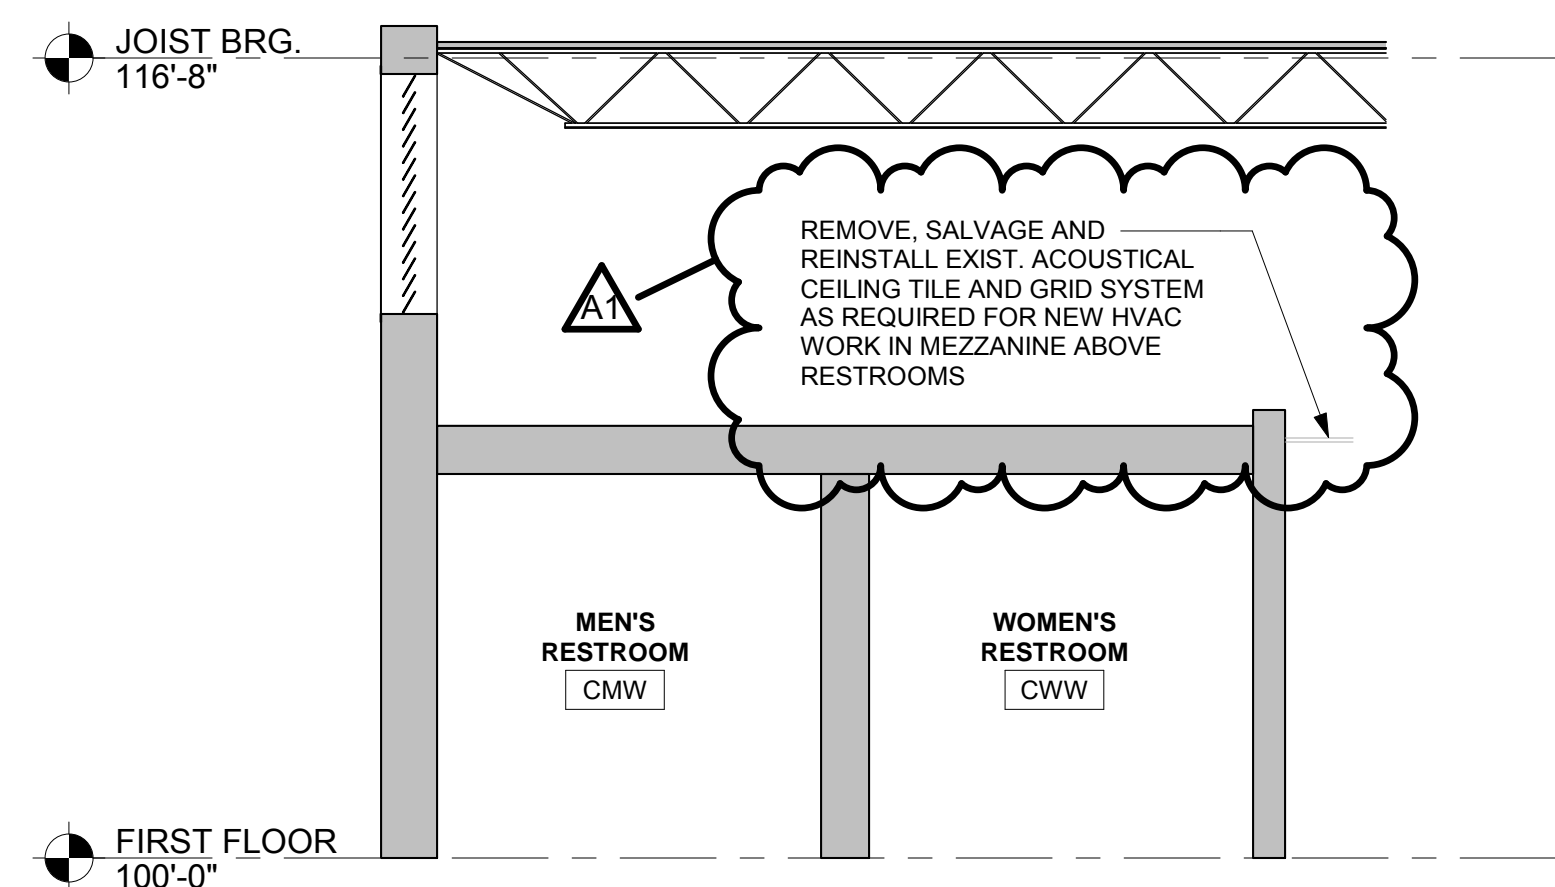 JOIST BRG.
116'-8"
REMOVE, SALVAGE AND
REINSTALL EXIST. ACOUSTICAL
CEILING TILE AND GRID SYSTEM
AS REQUIRED FOR NEW HVAC
WORK IN MEZZANINE ABOVE
RESTROOMS
A1
MEN'S
RESTROOM
CMW
WOMEN'S
RESTROOM
CWW
FIRST FLOOR
100'-0"